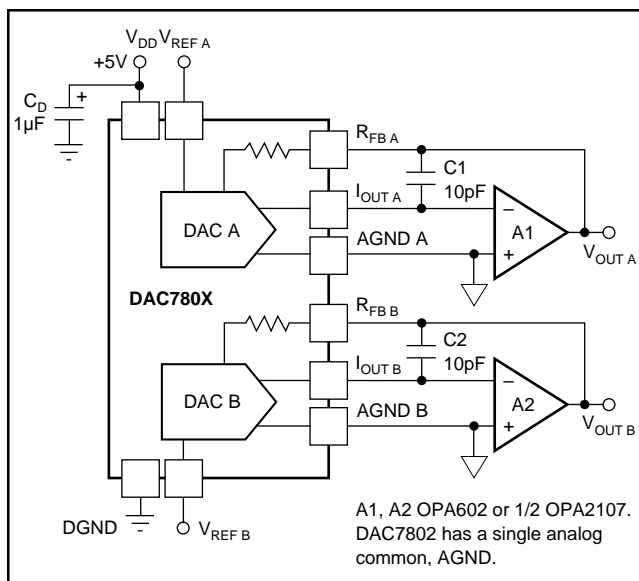 V_DD V_REF A
+5V
C_D
1µF
+
R_FB A
C1
10pF
I_OUT A
DAC A
AGND A
–
+
A1
V_OUT A
DAC780X
R_FB B
C2
10pF
I_OUT B
DAC B
AGND B
–
+
A2
V_OUT B
DGND
V_REF B
A1, A2 OPA602 or 1/2 OPA2107.
DAC7802 has a single analog
common, AGND.